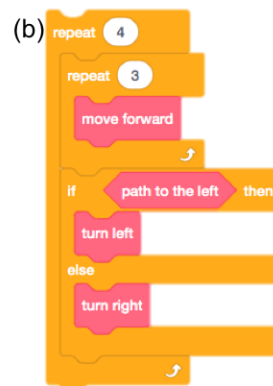 (b)
repeat 4
repeat 3
move forward
if path to the left then
turn left
else
turn right